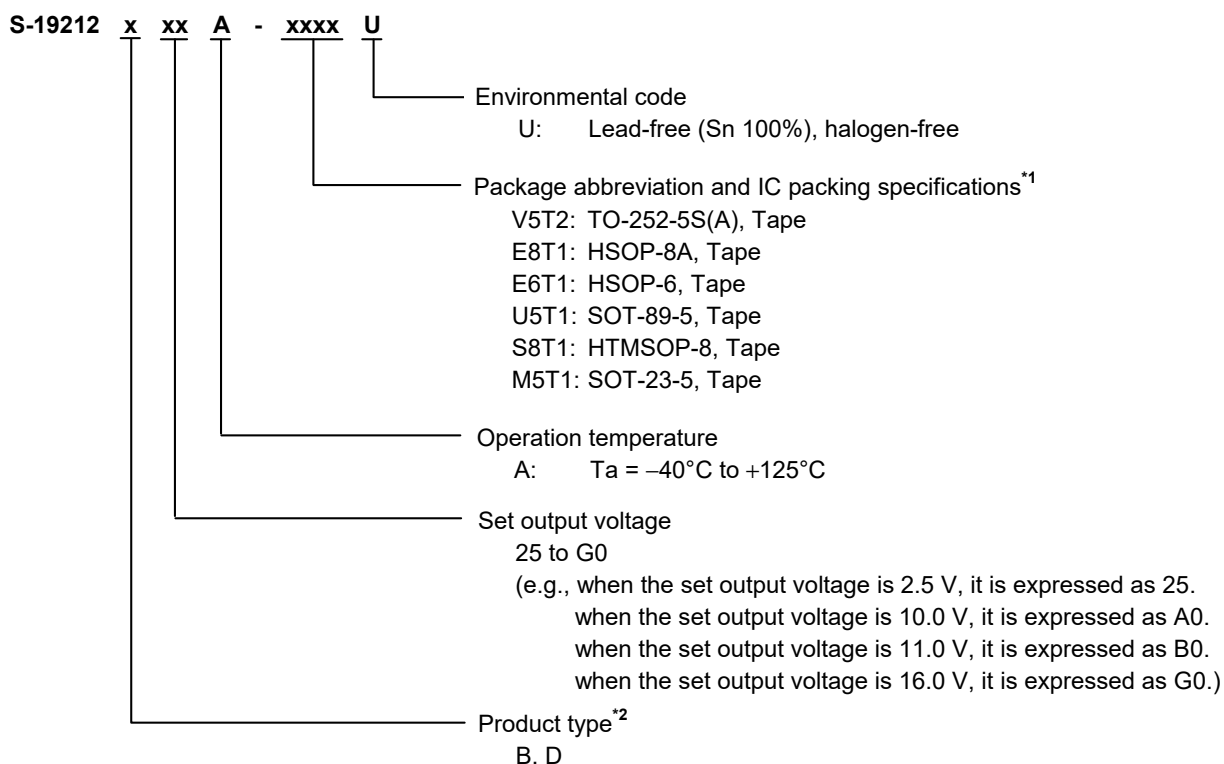 S-19212 x xx A - xxxx U
Environmental code
U: Lead-free (Sn 100%), halogen-free
Package abbreviation and IC packing specifications*1
V5T2: TO-252-5S(A), Tape
E8T1: HSOP-8A, Tape
E6T1: HSOP-6, Tape
U5T1: SOT-89-5, Tape
S8T1: HTMSOP-8, Tape
M5T1: SOT-23-5, Tape
Operation temperature
A: Ta = −40°C to +125°C
Set output voltage
25 to G0
(e.g., when the set output voltage is 2.5 V, it is expressed as 25.
when the set output voltage is 10.0 V, it is expressed as A0.
when the set output voltage is 11.0 V, it is expressed as B0.
when the set output voltage is 16.0 V, it is expressed as G0.)
Product type*2
B, D